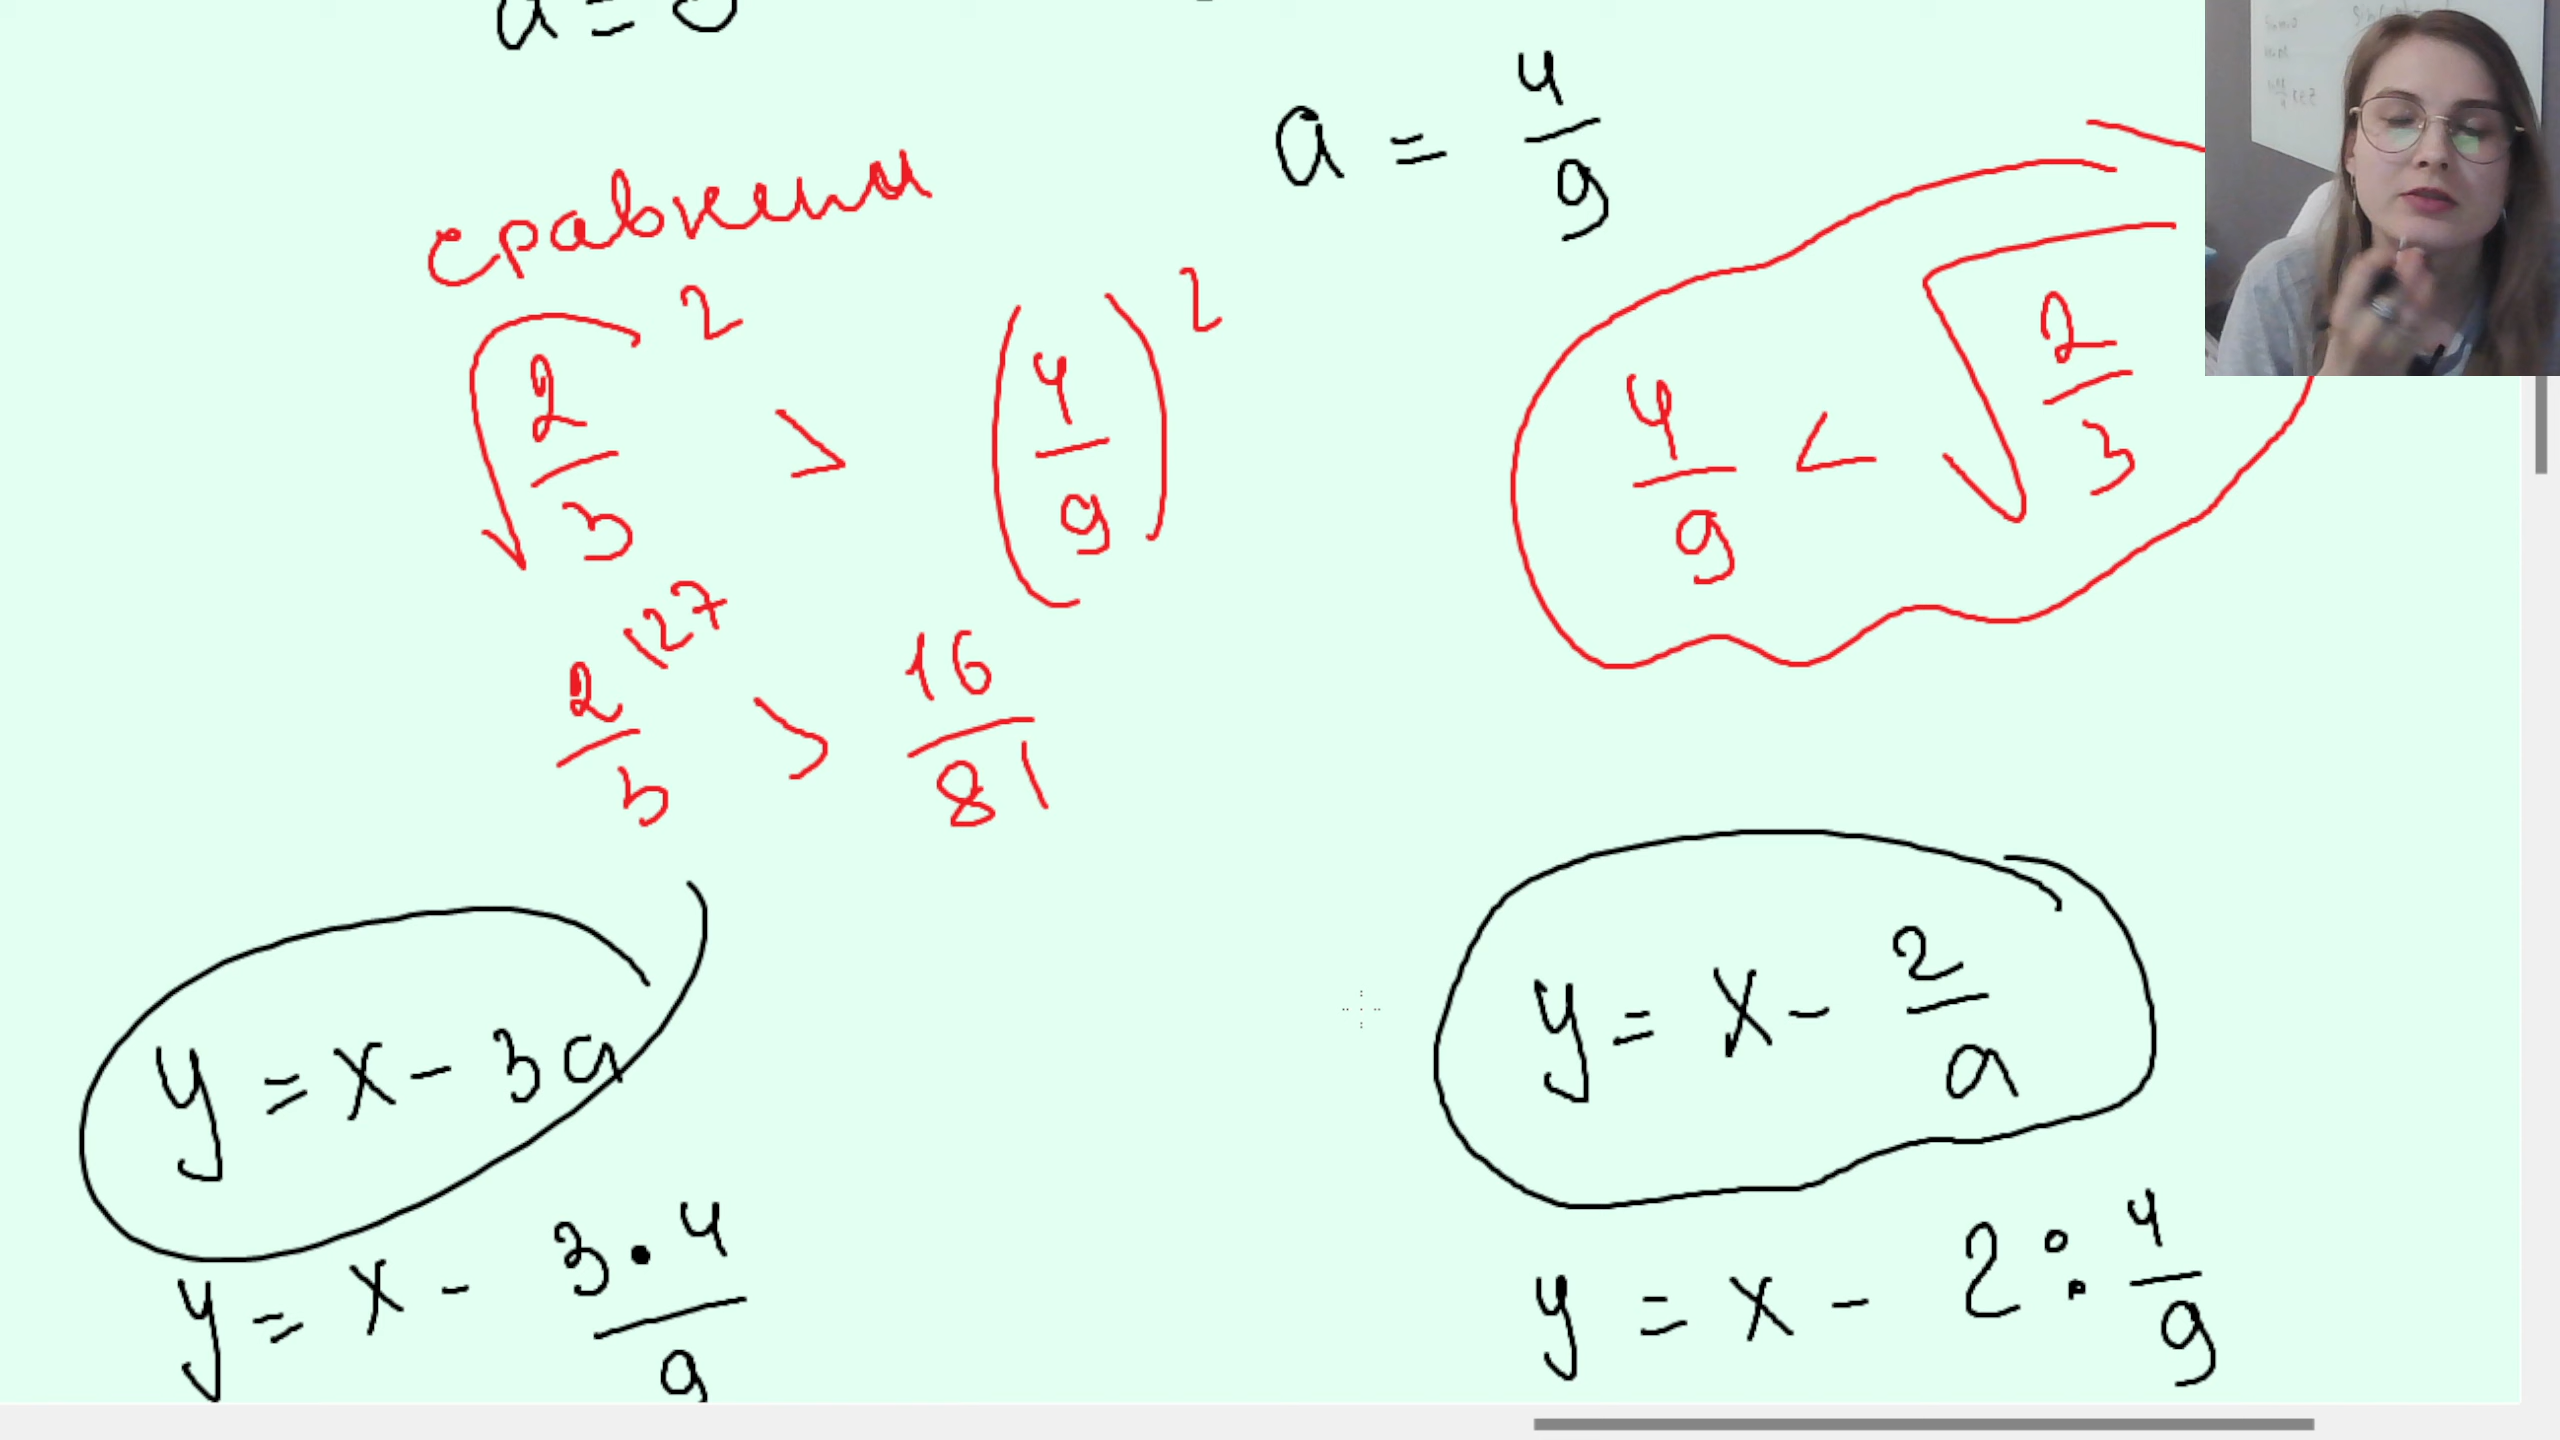 a =
a = 4/9
сравним
√(2/3)² > (4/9)²
4/9 < √(2/3)
2/3 \27 > 16/81
y = x - 3a
y = x - 2/a
y = x - 3·4/9
y = x - 2 : 4/9